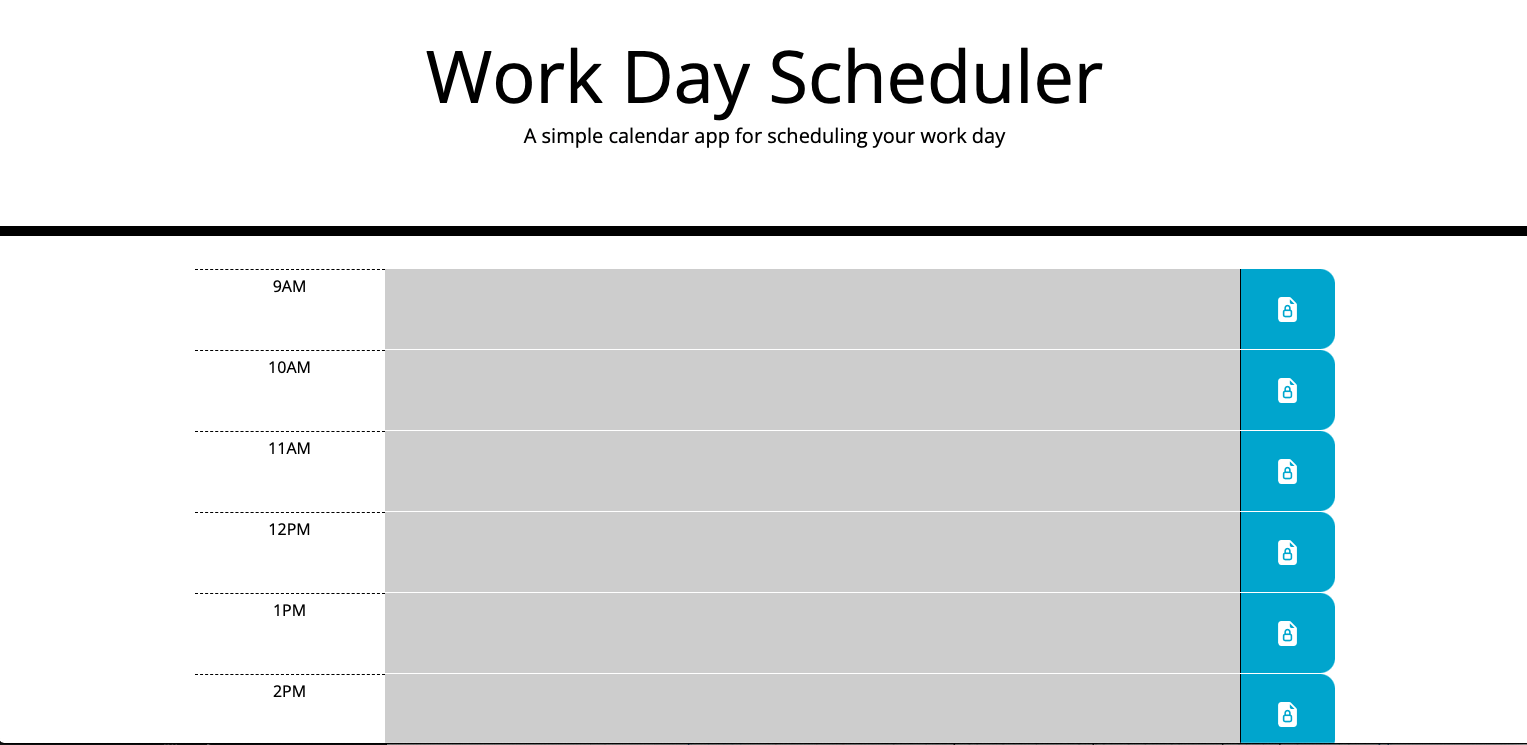 Work Day Scheduler
A simple calendar app for scheduling your work day
9AM
10AM
11AM
12PM
1PM
2PM